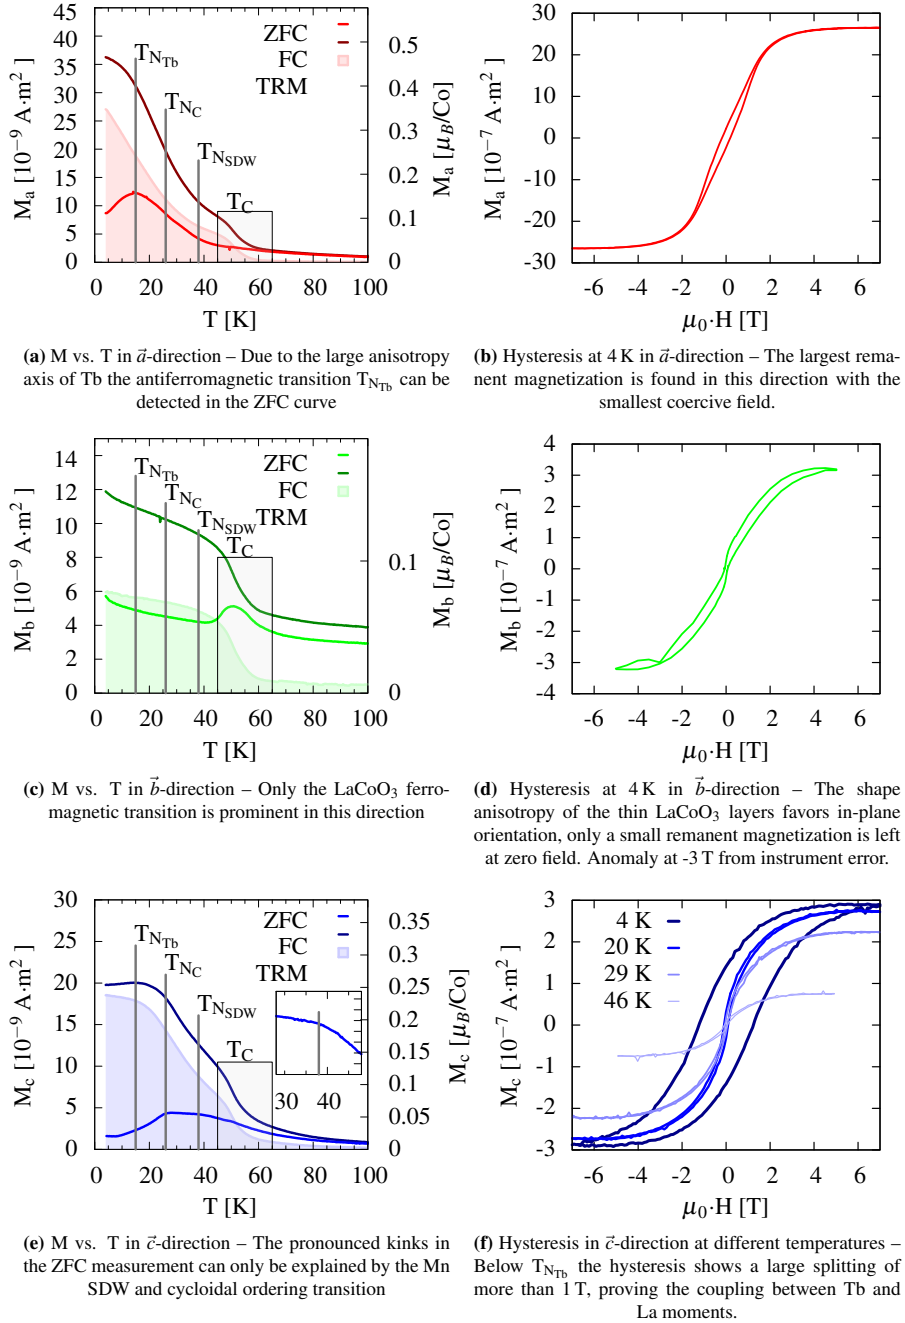 45
40
35
30
25
20
15
10
5
0
M_a [10^−9 A·m^2 ]
0 20 40 60 80 100
T [K]
0.5
0.4
0.3
0.2
0.1
0
M_a [μ_B/Co]
ZFC
FC
TRM
T_N_Tb
T_N_C
T_N_SDW
T_C
(a) M vs. T in a⃗-direction – Due to the large anisotropy
axis of Tb the antiferromagnetic transition T_N_Tb can be
detected in the ZFC curve
30
20
10
0
-10
-20
-30
M_a [10^−7 A·m^2 ]
-6 -4 -2 0 2 4 6
μ_0·H [T]
(b) Hysteresis at 4 K in a⃗-direction – The largest rema-
nent magnetization is found in this direction with the
smallest coercive field.
14
12
10
8
6
4
2
0
M_b [10^−9 A·m^2 ]
0 20 40 60 80 100
T [K]
0.1
0
M_b [μ_B/Co]
ZFC
FC
TRM
T_N_Tb
T_N_C
T_N_SDW
T_C
(c) M vs. T in b⃗-direction – Only the LaCoO_3 ferro-
magnetic transition is prominent in this direction
4
3
2
1
0
-1
-2
-3
-4
M_b [10^−7 A·m^2 ]
-6 -4 -2 0 2 4 6
μ_0·H [T]
(d) Hysteresis at 4 K in b⃗-direction – The shape
anisotropy of the thin LaCoO_3 layers favors in-plane
orientation, only a small remanent magnetization is left
at zero field. Anomaly at -3 T from instrument error.
30
25
20
15
10
5
0
M_c [10^−9 A·m^2 ]
0 20 40 60 80 100
T [K]
0.35
0.3
0.25
0.2
0.15
0.1
0.05
0
M_c [μ_B/Co]
ZFC
FC
TRM
T_N_Tb
T_N_C
T_N_SDW
T_C
30 40
(e) M vs. T in c⃗-direction – The pronounced kinks in
the ZFC measurement can only be explained by the Mn
SDW and cycloidal ordering transition
3
2
1
0
-1
-2
-3
M_c [10^−7 A·m^2 ]
-6 -4 -2 0 2 4 6
μ_0·H [T]
4 K
20 K
29 K
46 K
(f) Hysteresis in c⃗-direction at different temperatures –
Below T_N_Tb the hysteresis shows a large splitting of
more than 1 T, proving the coupling between Tb and
La moments.